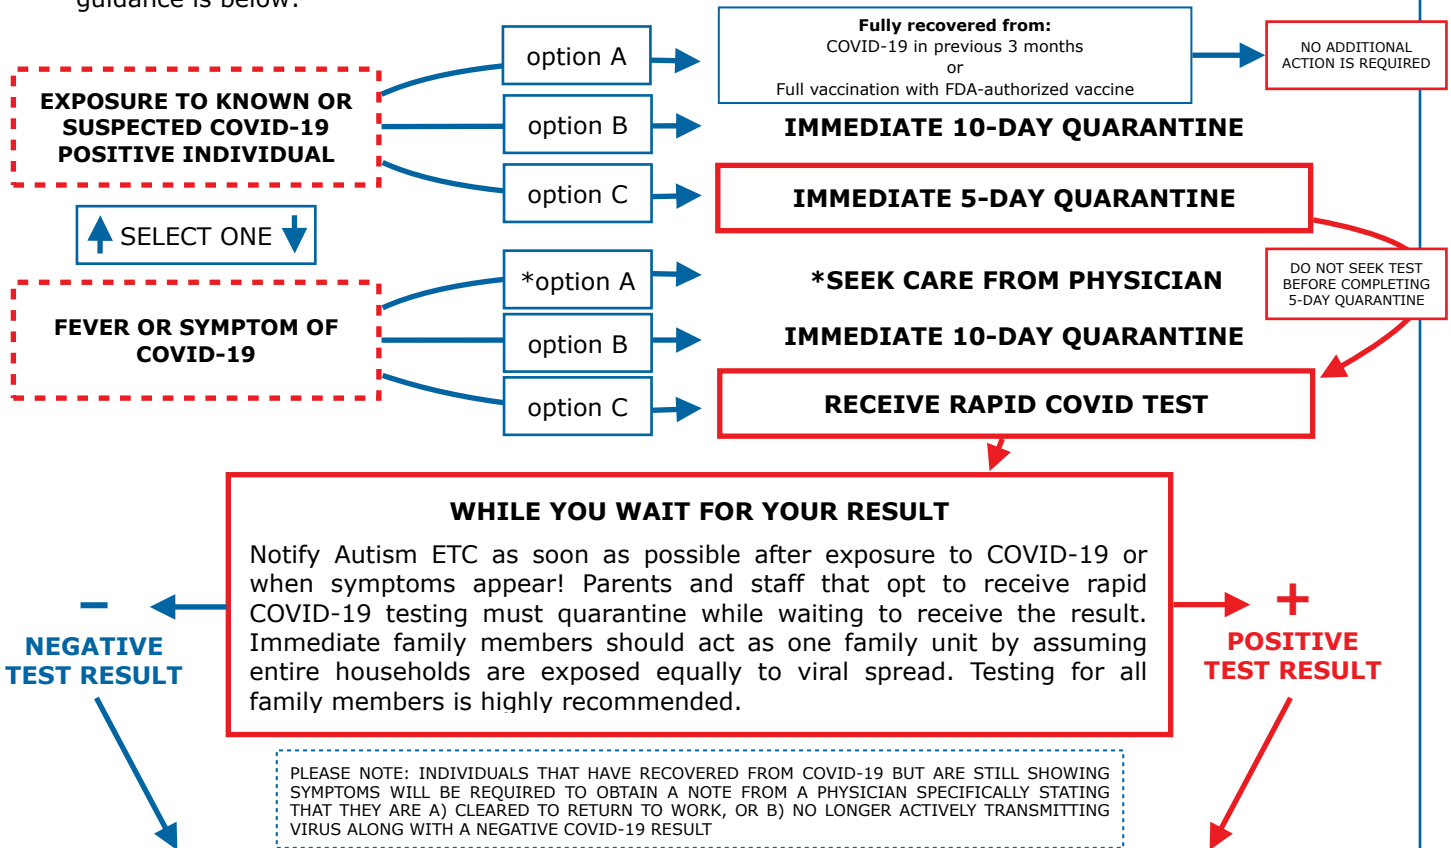 guidance is below:
option A
Fully recovered from:
COVID-19 in previous 3 months
or
Full vaccination with FDA-authorized vaccine
NO ADDITIONAL
ACTION IS REQUIRED
EXPOSURE TO KNOWN OR
SUSPECTED COVID-19
POSITIVE INDIVIDUAL
option B
IMMEDIATE 10-DAY QUARANTINE
option C
IMMEDIATE 5-DAY QUARANTINE
SELECT ONE
DO NOT SEEK TEST
BEFORE COMPLETING
5-DAY QUARANTINE
FEVER OR SYMPTOM OF
COVID-19
*option A
*SEEK CARE FROM PHYSICIAN
option B
IMMEDIATE 10-DAY QUARANTINE
option C
RECEIVE RAPID COVID TEST
WHILE YOU WAIT FOR YOUR RESULT
Notify Autism ETC as soon as possible after exposure to COVID-19 or
when symptoms appear! Parents and staff that opt to receive rapid
COVID-19 testing must quarantine while waiting to receive the result.
Immediate family members should act as one family unit by assuming
entire households are exposed equally to viral spread. Testing for all
family members is highly recommended.
–
NEGATIVE
TEST RESULT
+
POSITIVE
TEST RESULT
PLEASE NOTE: INDIVIDUALS THAT HAVE RECOVERED FROM COVID-19 BUT ARE STILL SHOWING
SYMPTOMS WILL BE REQUIRED TO OBTAIN A NOTE FROM A PHYSICIAN SPECIFICALLY STATING
THAT THEY ARE A) CLEARED TO RETURN TO WORK, OR B) NO LONGER ACTIVELY TRANSMITTING
VIRUS ALONG WITH A NEGATIVE COVID-19 RESULT